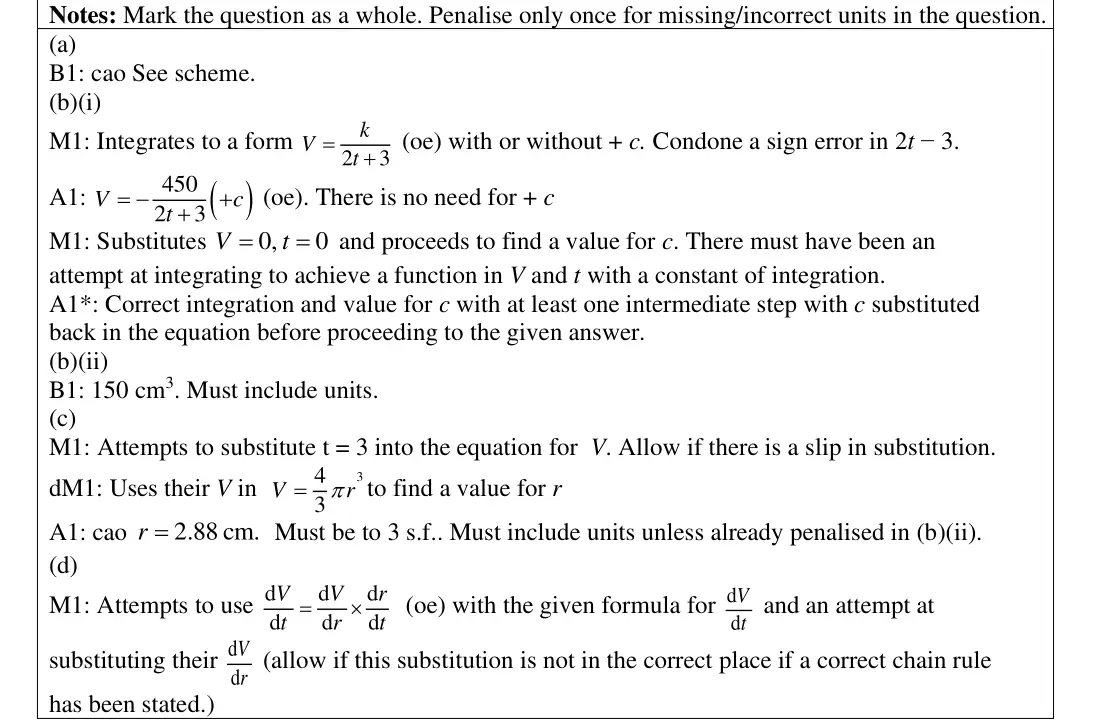 Notes: Mark the question as a whole. Penalise only once for missing/incorrect units in the question.
(a)
B1: cao See scheme.
(b)(i)
M1: Integrates to a form V = k/(2t + 3) (oe) with or without + c. Condone a sign error in 2t − 3.
A1: V = −450/(2t + 3) (+c) (oe). There is no need for + c
M1: Substitutes V = 0, t = 0 and proceeds to find a value for c. There must have been an
attempt at integrating to achieve a function in V and t with a constant of integration.
A1*: Correct integration and value for c with at least one intermediate step with c substituted
back in the equation before proceeding to the given answer.
(b)(ii)
B1: 150 cm³. Must include units.
(c)
M1: Attempts to substitute t = 3 into the equation for V. Allow if there is a slip in substitution.
dM1: Uses their V in V = 4/3 πr³ to find a value for r
A1: cao r = 2.88 cm. Must be to 3 s.f.. Must include units unless already penalised in (b)(ii).
(d)
M1: Attempts to use dV/dt = dV/dr × dr/dt (oe) with the given formula for dV/dt and an attempt at
substituting their dV/dr (allow if this substitution is not in the correct place if a correct chain rule
has been stated.)